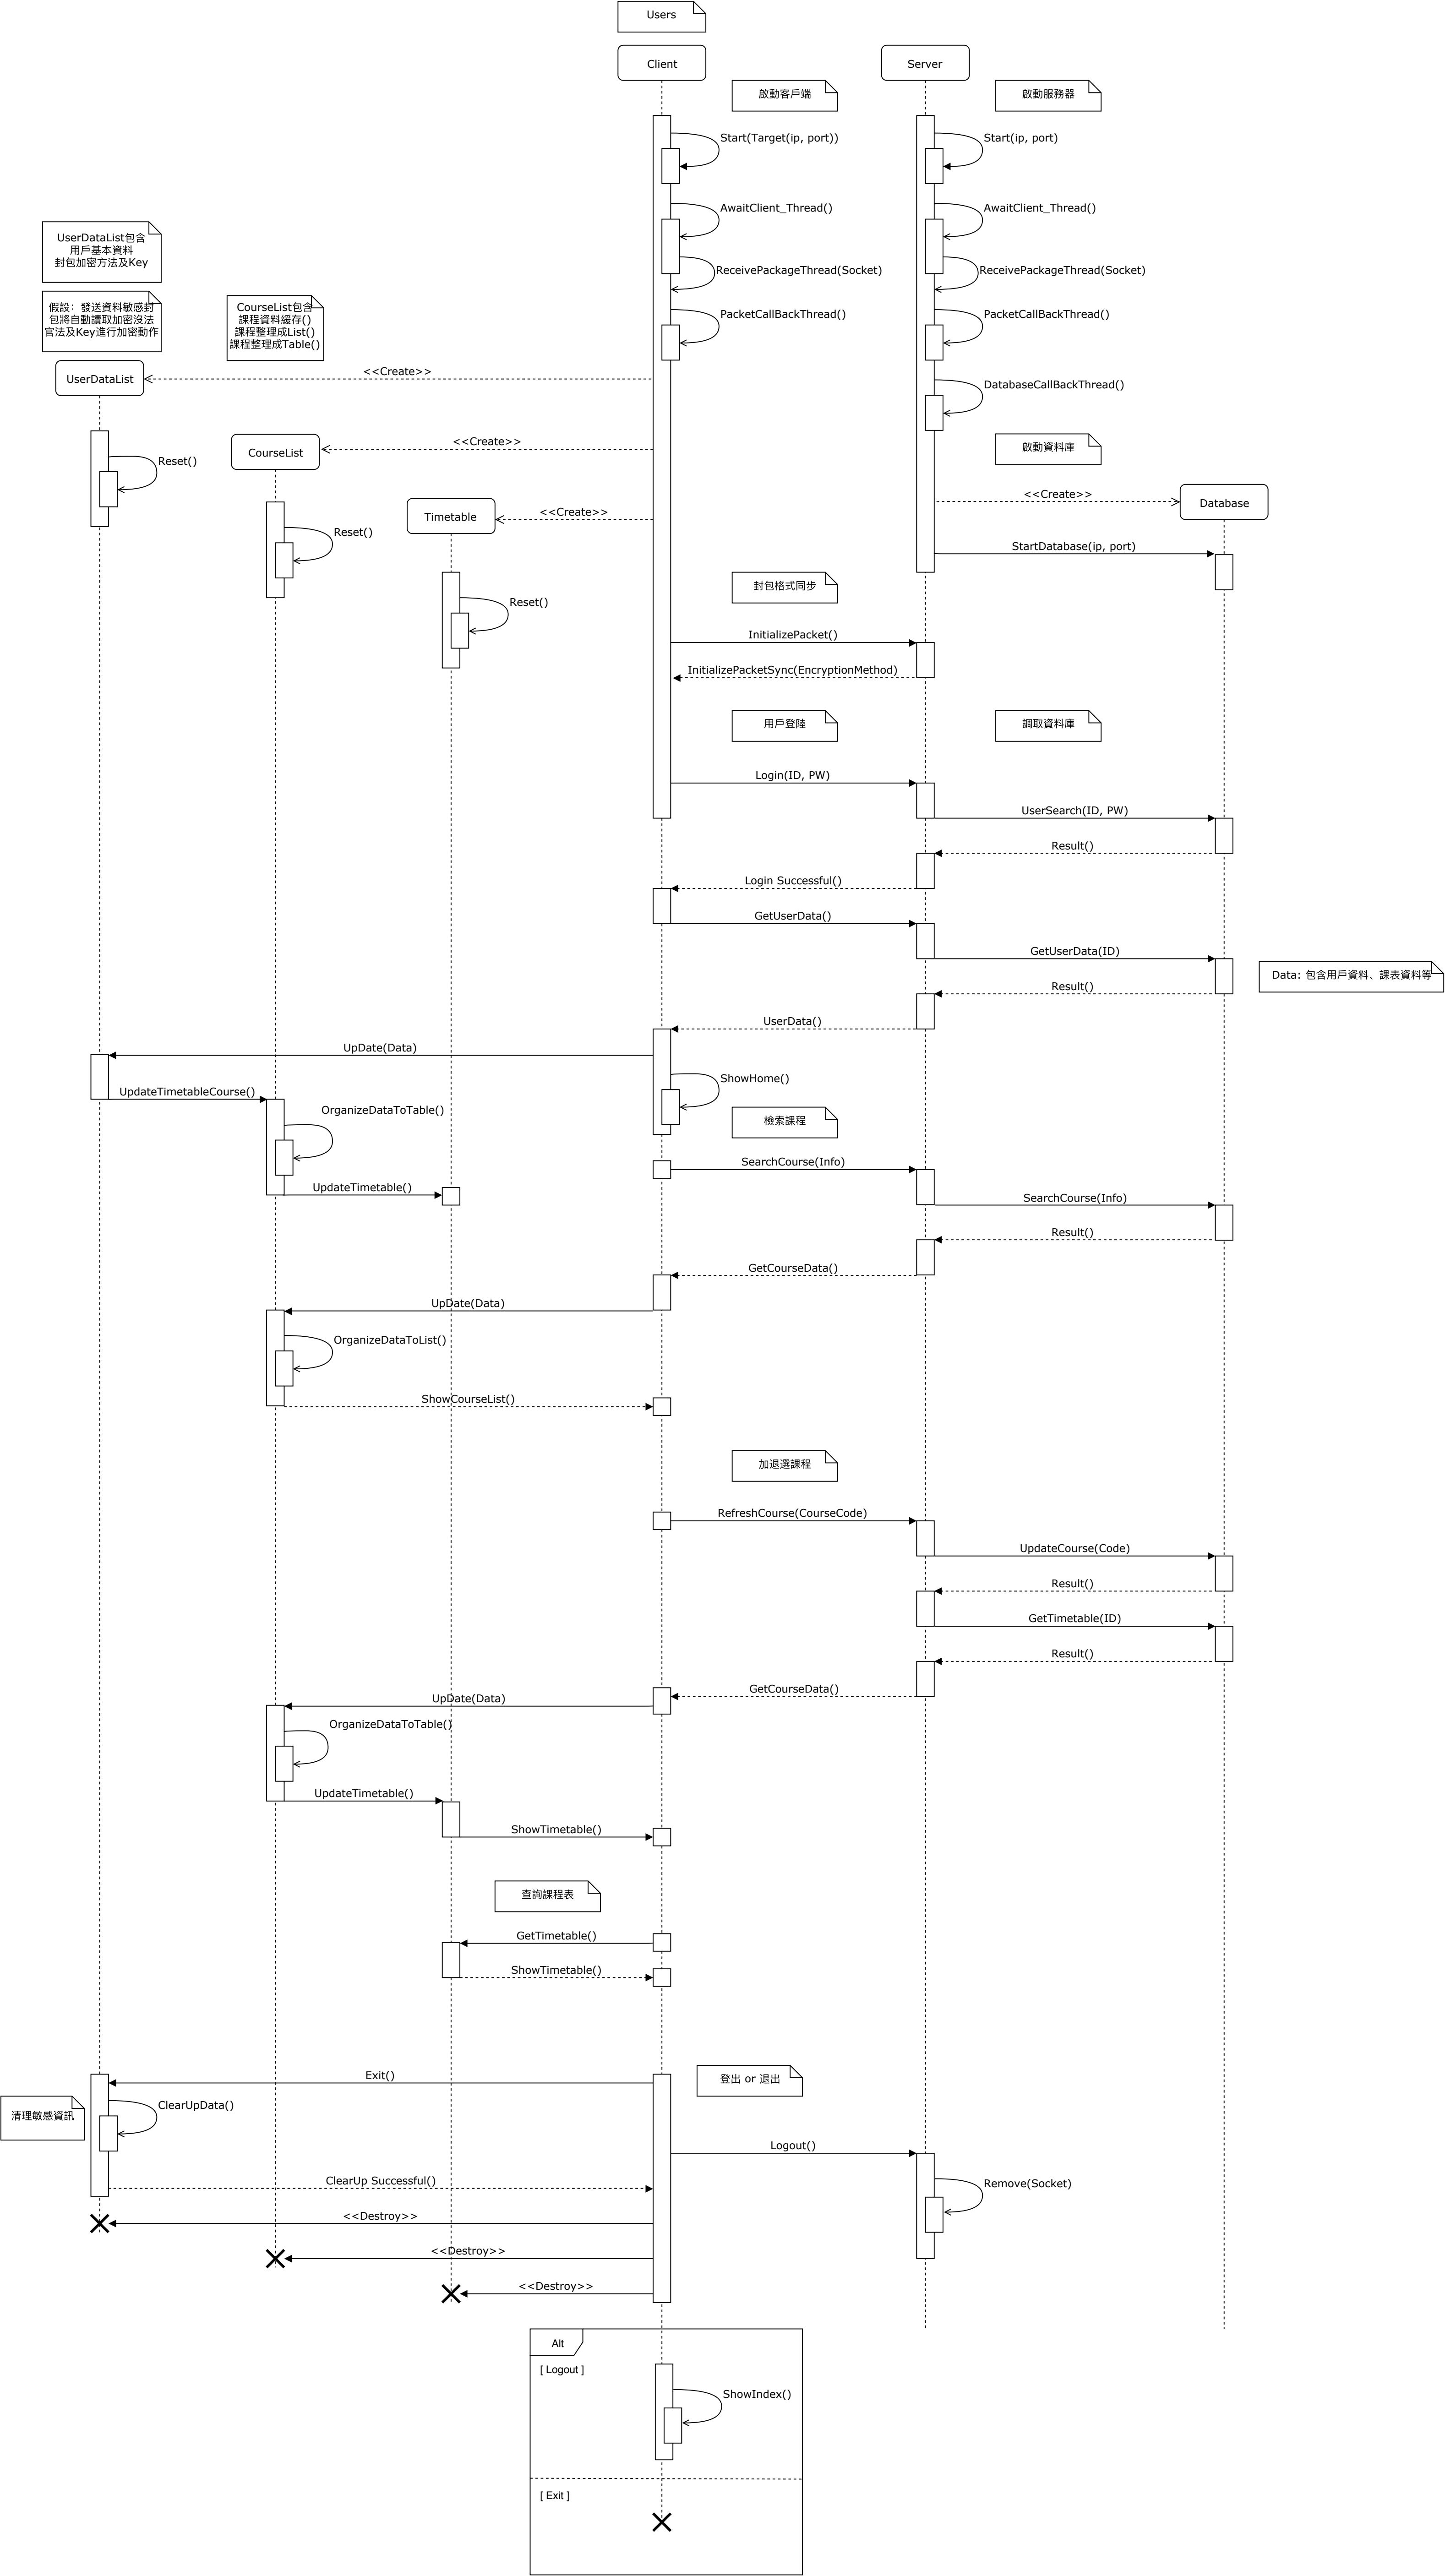 Users
Client
Server
啟動客戶端
啟動服務器
Start(Target(ip, port))
Start(ip, port)
AwaitClient_Thread()
AwaitClient_Thread()
UserDataList包含
用戶基本資料
封包加密方法及Key
ReceivePackageThread(Socket)
ReceivePackageThread(Socket)
假設：發送資料敏感封
包將自動讀取加密沒法
官法及Key進行加密動作
CourseList包含
課程資料緩存()
課程整理成List()
課程整理成Table()
PacketCallBackThread()
PacketCallBackThread()
UserDataList
<<Create>>
DatabaseCallBackThread()
<<Create>>
啟動資料庫
CourseList
Reset()
<<Create>>
Database
Timetable
<<Create>>
Reset()
StartDatabase(ip, port)
封包格式同步
Reset()
InitializePacket()
InitializePacketSync(EncryptionMethod)
用戶登陸
調取資料庫
Login(ID, PW)
UserSearch(ID, PW)
Result()
Login Successful()
GetUserData()
GetUserData(ID)
Data：包含用戶資料、課表資料等
Result()
UserData()
UpDate(Data)
ShowHome()
UpdateTimetableCourse()
OrganizeDataToTable()
檢索課程
SearchCourse(Info)
UpdateTimetable()
SearchCourse(Info)
Result()
GetCourseData()
UpDate(Data)
OrganizeDataToList()
ShowCourseList()
加退選課程
RefreshCourse(CourseCode)
UpdateCourse(Code)
Result()
GetTimetable(ID)
Result()
GetCourseData()
UpDate(Data)
OrganizeDataToTable()
UpdateTimetable()
ShowTimetable()
查詢課程表
GetTimetable()
ShowTimetable()
Exit()
登出 or 退出
ClearUpData()
清理敏感資訊
Logout()
ClearUp Successful()
Remove(Socket)
<<Destroy>>
<<Destroy>>
<<Destroy>>
Alt
[ Logout ]
ShowIndex()
[ Exit ]